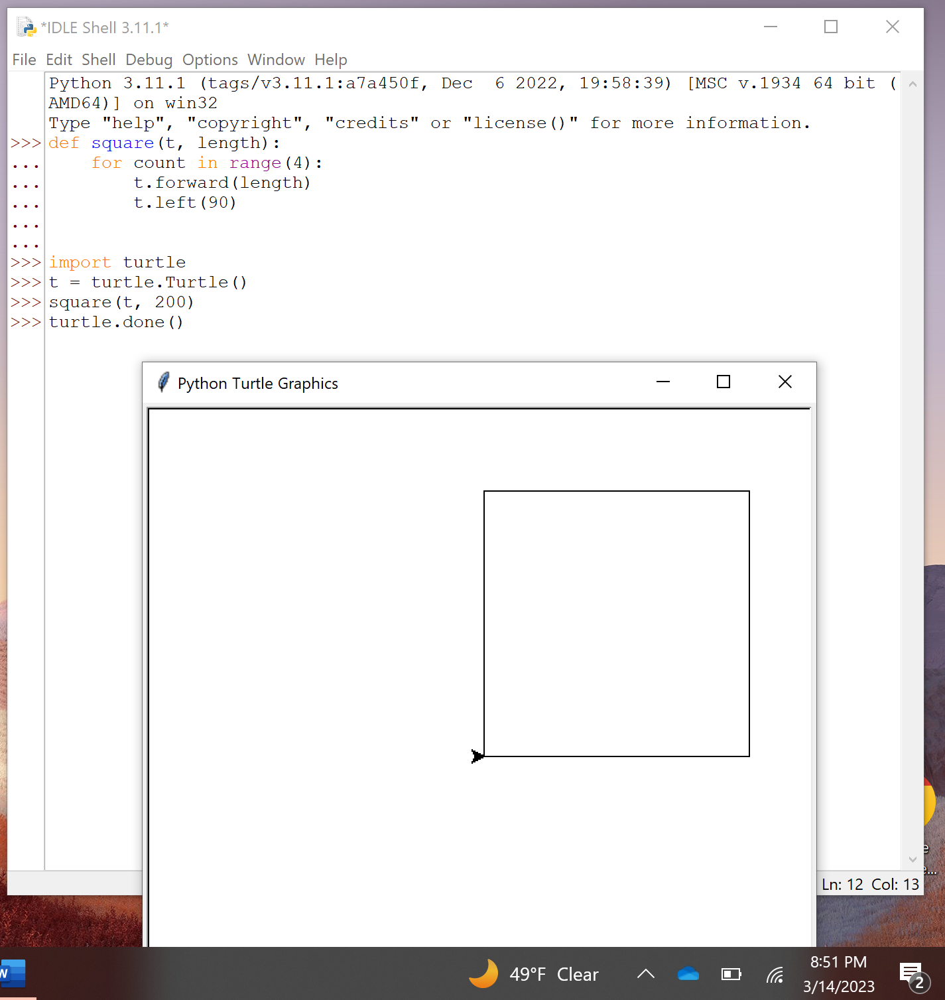 *IDLE Shell 3.11.1*
File Edit Shell Debug Options Window Help
Python 3.11.1 (tags/v3.11.1:a7a450f, Dec  6 2022, 19:58:39) [MSC v.1934 64 bit (
AMD64)] on win32
Type "help", "copyright", "credits" or "license()" for more information.
>>> def square(t, length):
...     for count in range(4):
...         t.forward(length)
...         t.left(90)
...
...
>>> import turtle
>>> t = turtle.Turtle()
>>> square(t, 200)
>>> turtle.done()
Python Turtle Graphics
e
e...
Ln: 12 Col: 13
W
49°F Clear
8:51 PM
3/14/2023
2